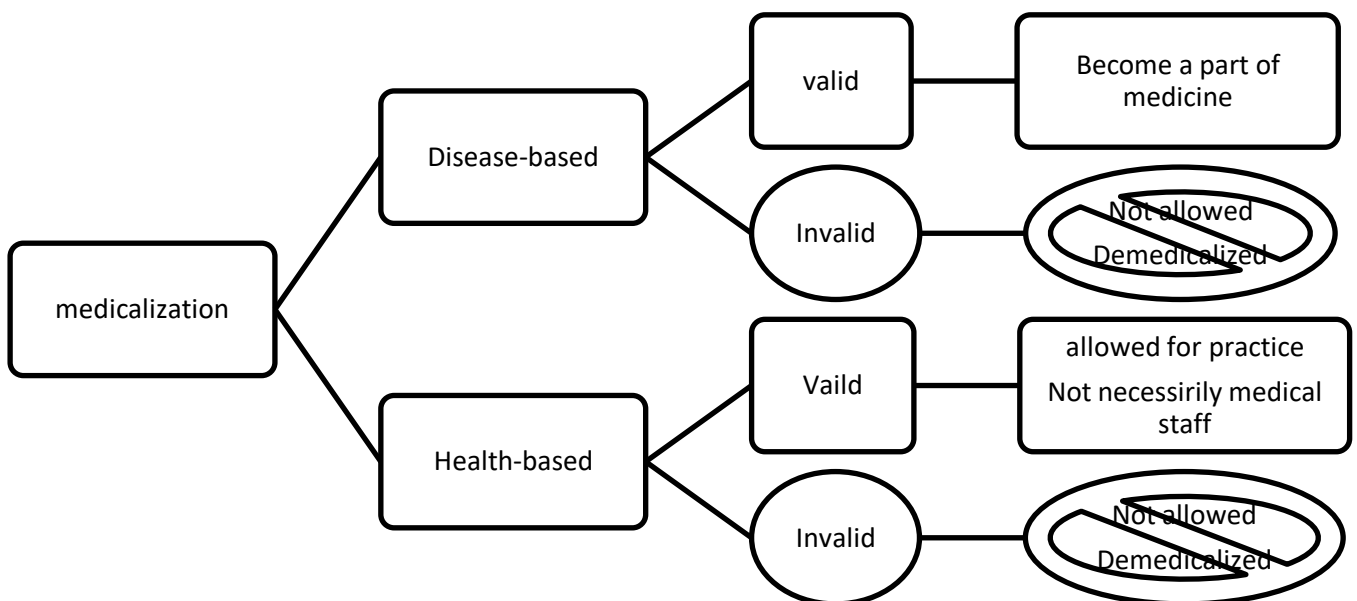 medicalization
Disease-based
valid
Become a part of
medicine
Invalid
Not allowed
Demedicalized
Health-based
Vaild
allowed for practice
Not necessirily medical
staff
Invalid
Not allowed
Demedicalized